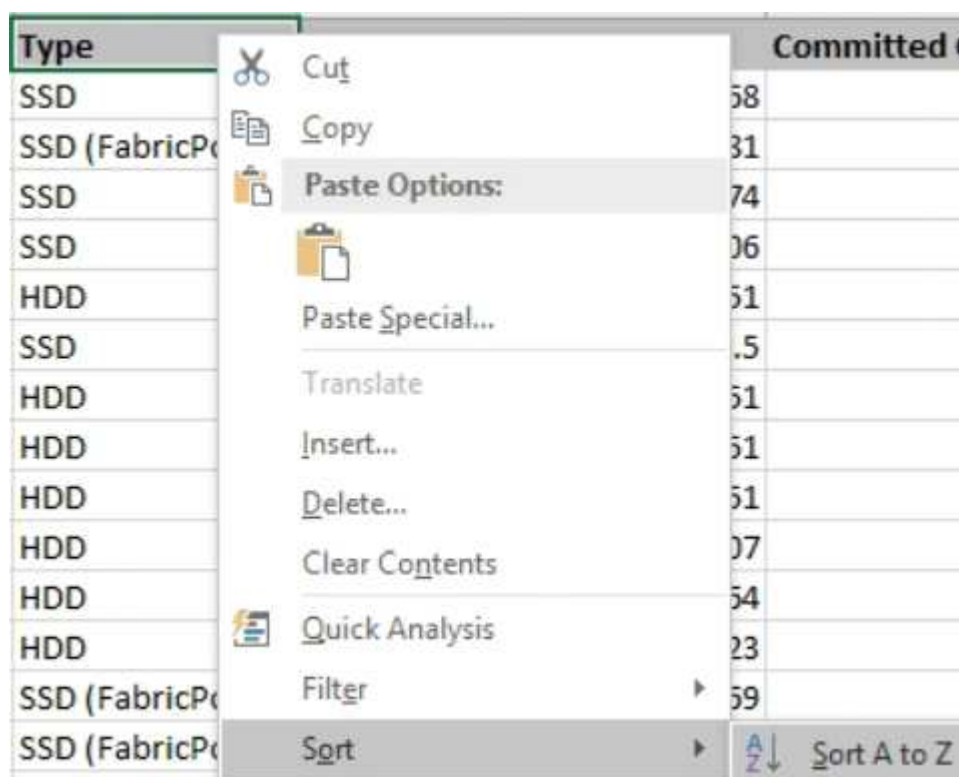 Type
Committed
SSD
SSD (FabricP
SSD
SSD
HDD
SSD
HDD
HDD
HDD
HDD
HDD
HDD
SSD (FabricP
SSD (FabricP
Cut
Copy
Paste Options:
Paste Special...
Translate
Insert...
Delete...
Clear Contents
Quick Analysis
Filter
Sort
Sort A to Z
58
31
74
06
51
.5
51
51
51
07
54
23
59